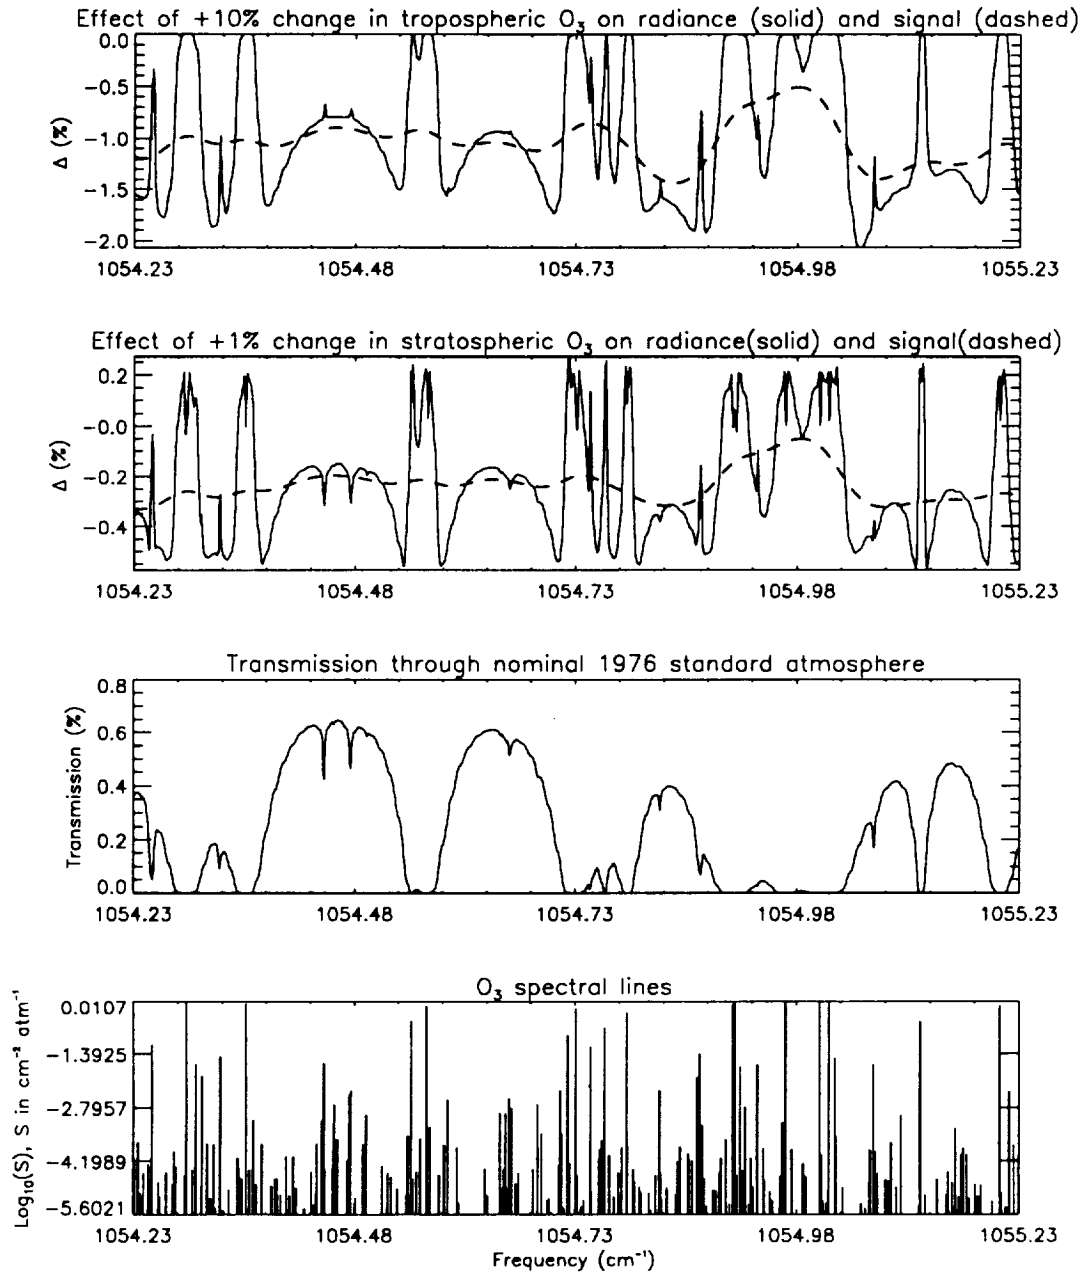 Effect of +10% change in tropospheric O₃ on radiance (solid) and signal (dashed)
0.0
−0.5
−1.0
−1.5
−2.0
Δ (%)
1054.23 1054.48 1054.73 1054.98 1055.23
Effect of +1% change in stratospheric O₃ on radiance(solid) and signal(dashed)
0.2
−0.0
−0.2
−0.4
Δ (%)
1054.23 1054.48 1054.73 1054.98 1055.23
Transmission through nominal 1976 standard atmosphere
0.8
0.6
0.4
0.2
0.0
Transmission (%)
1054.23 1054.48 1054.73 1054.98 1055.23
O₃ spectral lines
0.0107
−1.3925
−2.7957
−4.1989
−5.6021
Log₁₀(S), S in cm⁻² atm⁻¹
1054.23 1054.48 1054.73 1054.98 1055.23
Frequency (cm⁻¹)